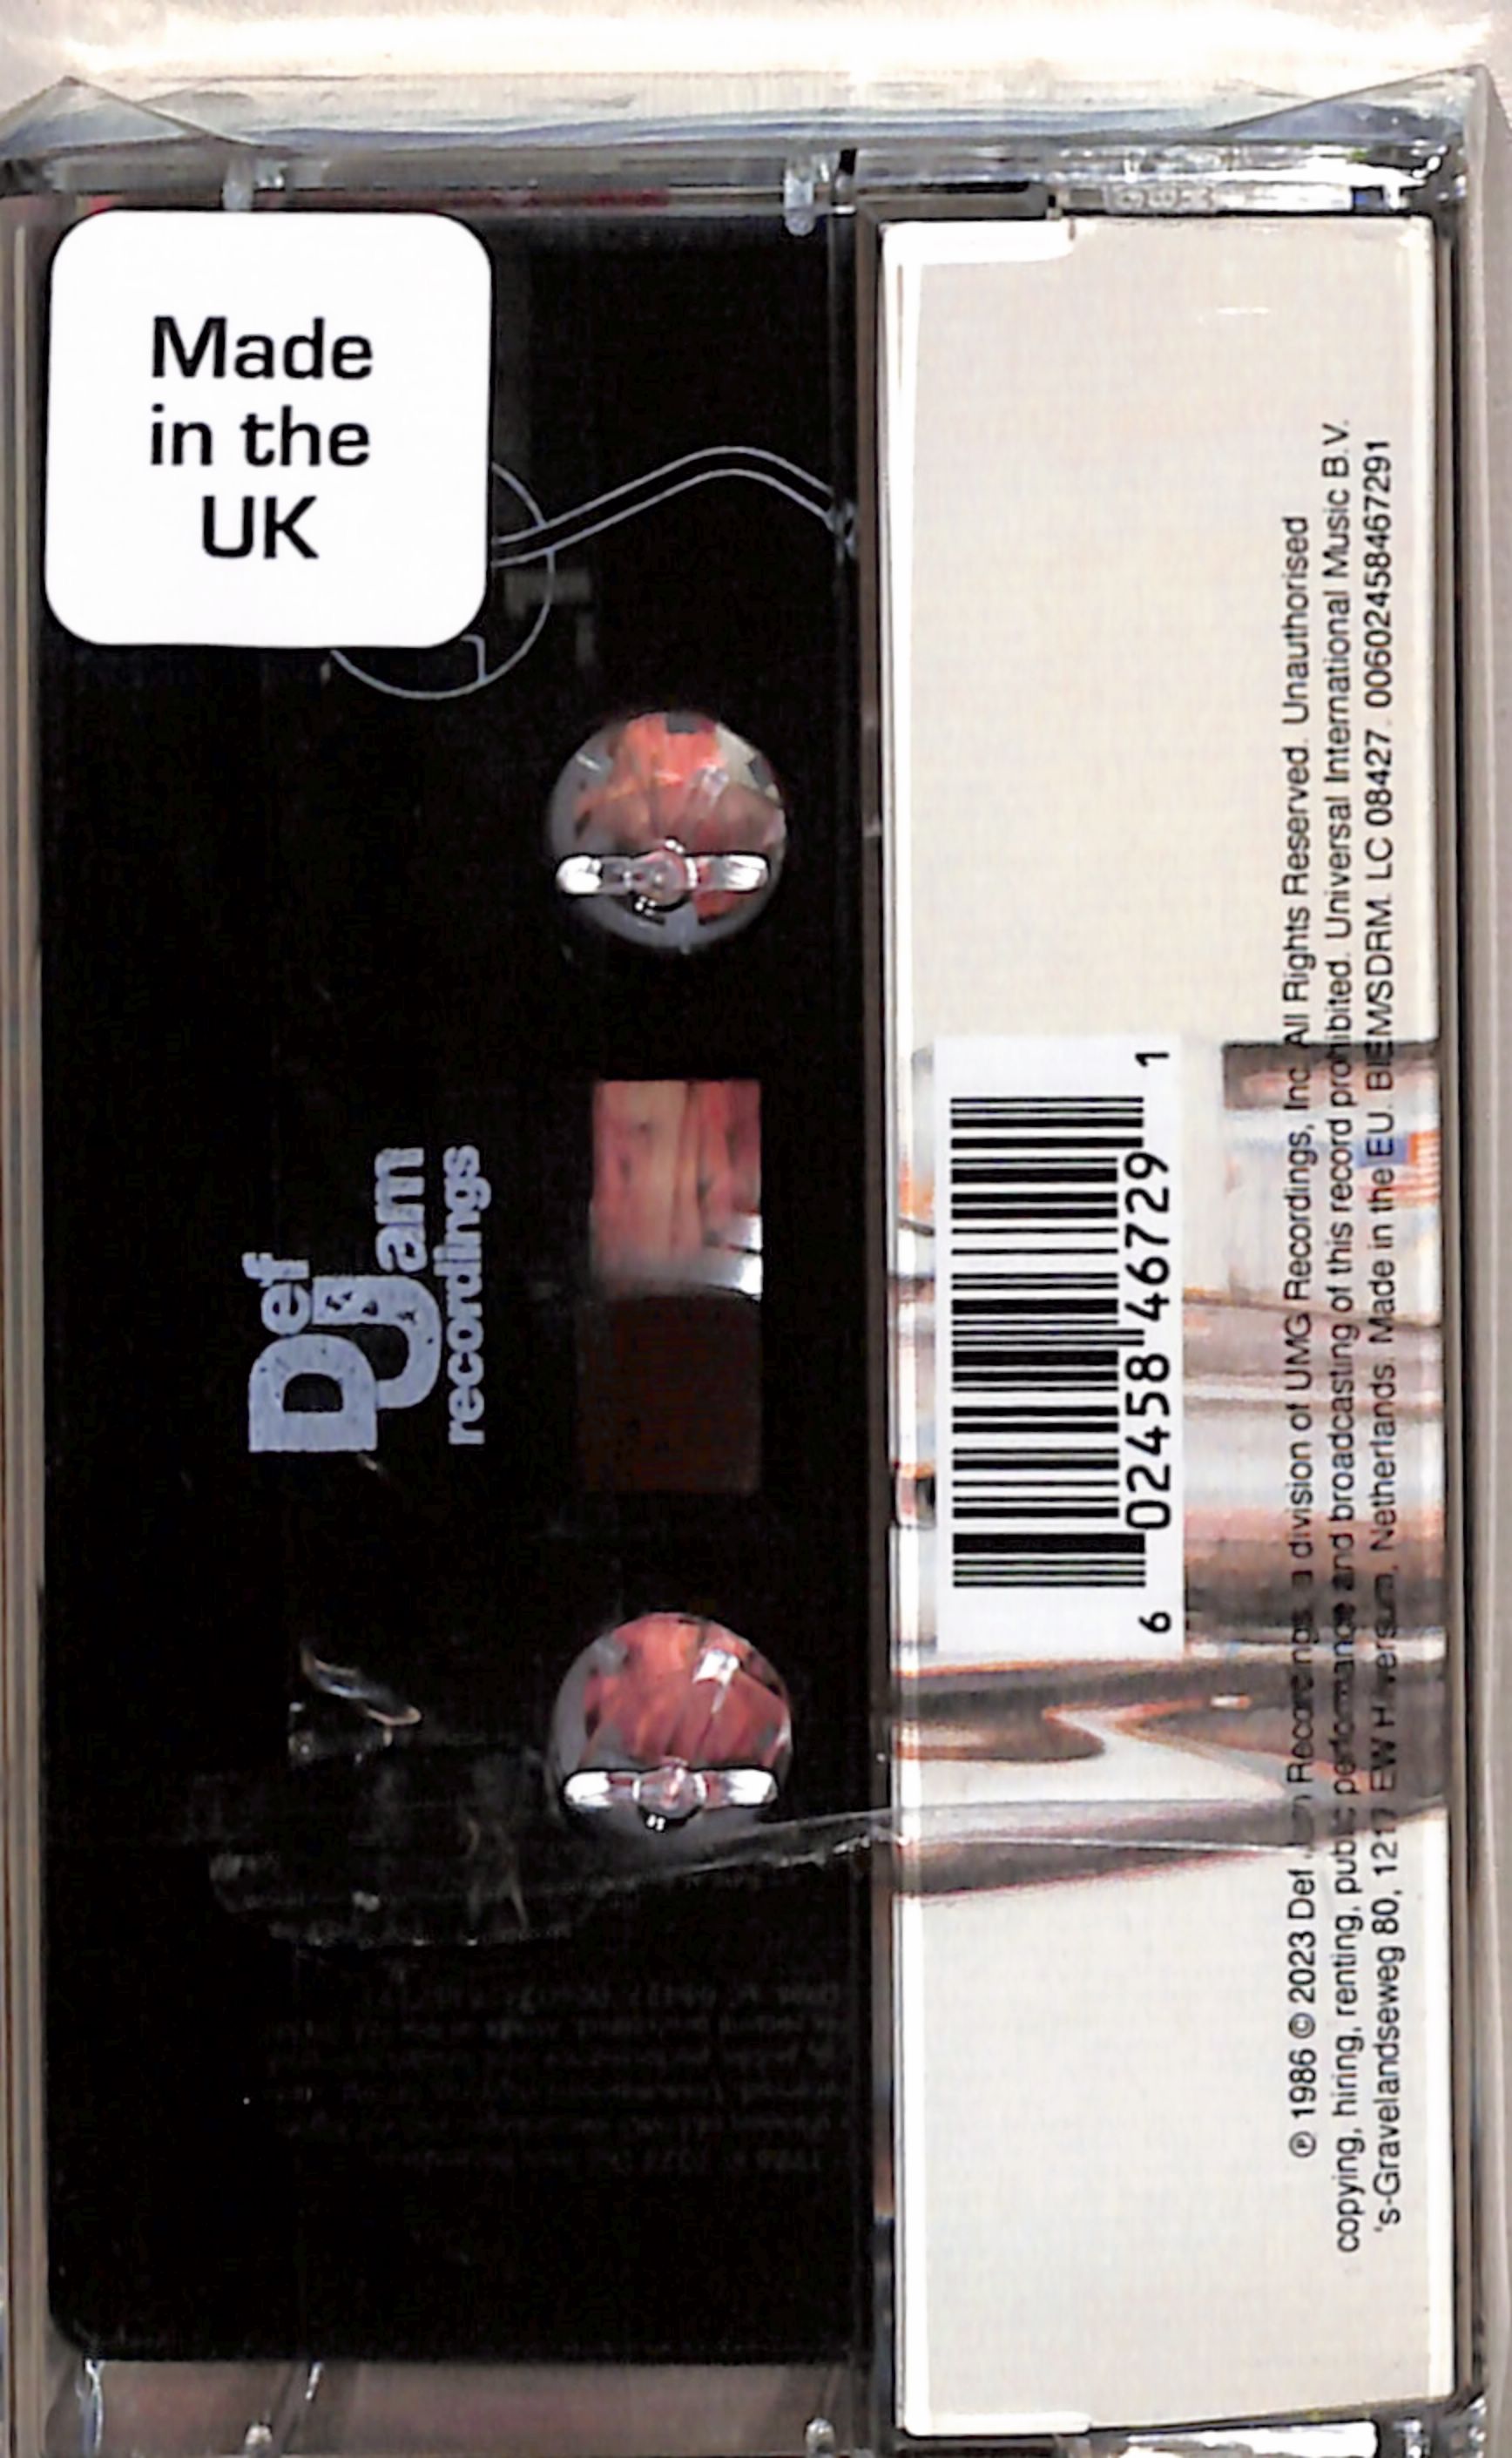 Made
in the
UK
Def
Jam
recordings
6 02458 46729 1
℗ 1986 © 2023 Def Jam Recordings, a division of UMG Recordings, Inc. All Rights Reserved. Unauthorised
copying, hiring, renting, public performance and broadcasting of this record prohibited. Universal International Music B.V.
's-Gravelandseweg 80, 1217 EW Hilversum, Netherlands. Made in the EU. BIEM/SDRM. LC 08427. 00602458467291